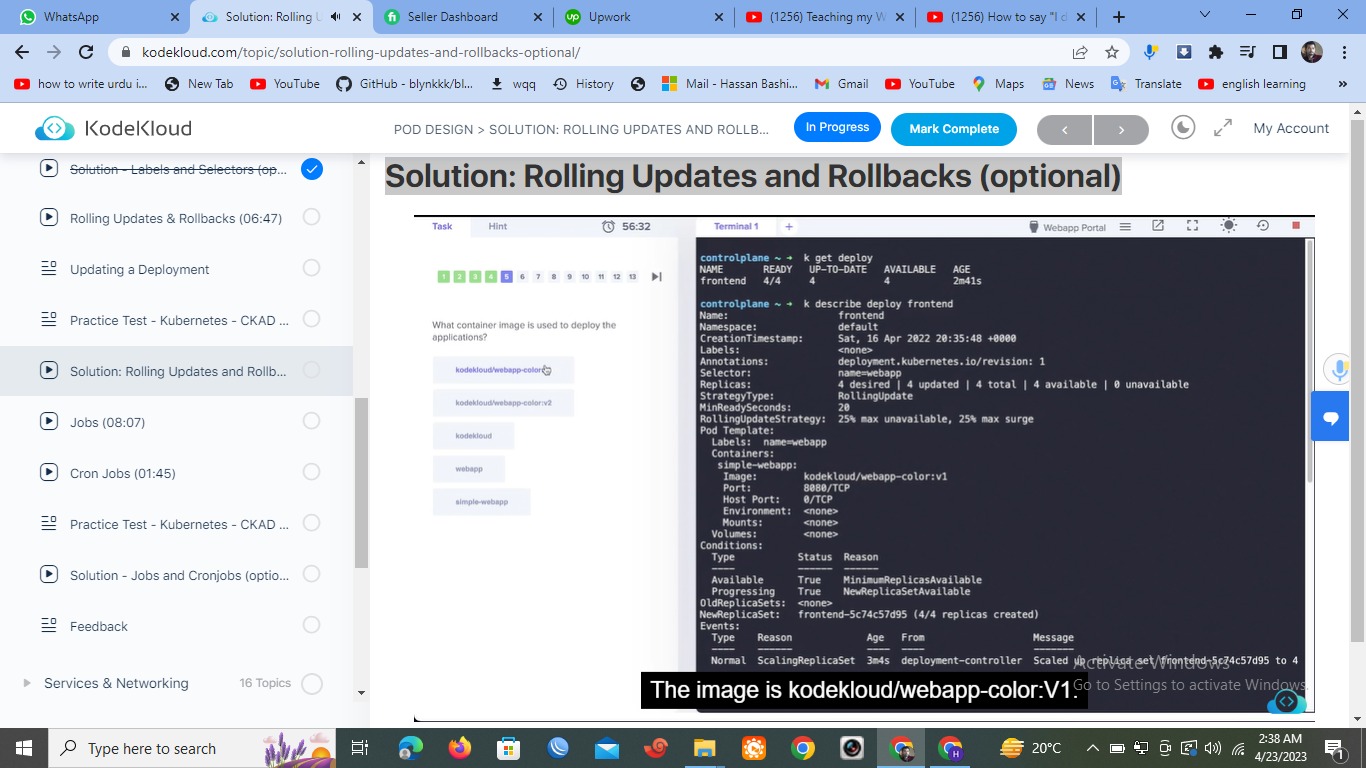 WhatsApp
Solution: Rolling U
Seller Dashboard
Upwork
(1256) Teaching my W
(1256) How to say "I d
kodekloud.com/topic/solution-rolling-updates-and-rollbacks-optional/
how to write urdu i...
New Tab
YouTube
GitHub - blynkkk/bl...
wqq
History
Mail - Hassan Bashi...
Gmail
YouTube
Maps
News
Translate
english learning
»
KodeKloud
POD DESIGN > SOLUTION: ROLLING UPDATES AND ROLLB...
In Progress
Mark Complete
<
>
My Account
Solution - Labels and Selectors (op...
Rolling Updates & Rollbacks (06:47)
Updating a Deployment
Practice Test - Kubernetes - CKAD ...
Solution: Rolling Updates and Rollb...
Jobs (08:07)
Cron Jobs (01:45)
Practice Test - Kubernetes - CKAD ...
Solution - Jobs and Cronjobs (optio...
Feedback
Services & Networking
16 Topics
Solution: Rolling Updates and Rollbacks (optional)
Task
Hint
56:32
1 2 3 4 5 6 7 8 9 10 11 12 13
What container image is used to deploy the
applications?
kodekloud/webapp-color
kodekloud/webapp-color:v2
kodekloud
webapp
simple-webapp
Terminal 1
+
Webapp Portal
controlplane ~ ➜ k get deploy
NAME READY UP-TO-DATE AVAILABLE AGE
frontend 4/4 4 4 2m41s
controlplane ~ ➜ k describe deploy frontend
Name: frontend
Namespace: default
CreationTimestamp: Sat, 16 Apr 2022 20:35:48 +0000
Labels: <none>
Annotations: deployment.kubernetes.io/revision: 1
Selector: name=webapp
Replicas: 4 desired | 4 updated | 4 total | 4 available | 0 unavailable
StrategyType: RollingUpdate
MinReadySeconds: 20
RollingUpdateStrategy: 25% max unavailable, 25% max surge
Pod Template:
Labels: name=webapp
Containers:
simple-webapp:
Image: kodekloud/webapp-color:v1
Port: 8080/TCP
Host Port: 0/TCP
Environment: <none>
Mounts: <none>
Volumes: <none>
Conditions:
Type Status Reason
---- ------ ------
Available True MinimumReplicasAvailable
Progressing True NewReplicaSetAvailable
OldReplicaSets: <none>
NewReplicaSet: frontend-5c74c57d95 (4/4 replicas created)
Events:
Type Reason Age From Message
---- ------ ---- ---- -------
Normal ScalingReplicaSet 3m4s deployment-controller Scaled up replica set frontend-5c74c57d95 to 4
The image is kodekloud/webapp-color:V1.
Activate Windows
Go to Settings to activate Windows.
Type here to search
20°C
2:38 AM
4/23/2023
1